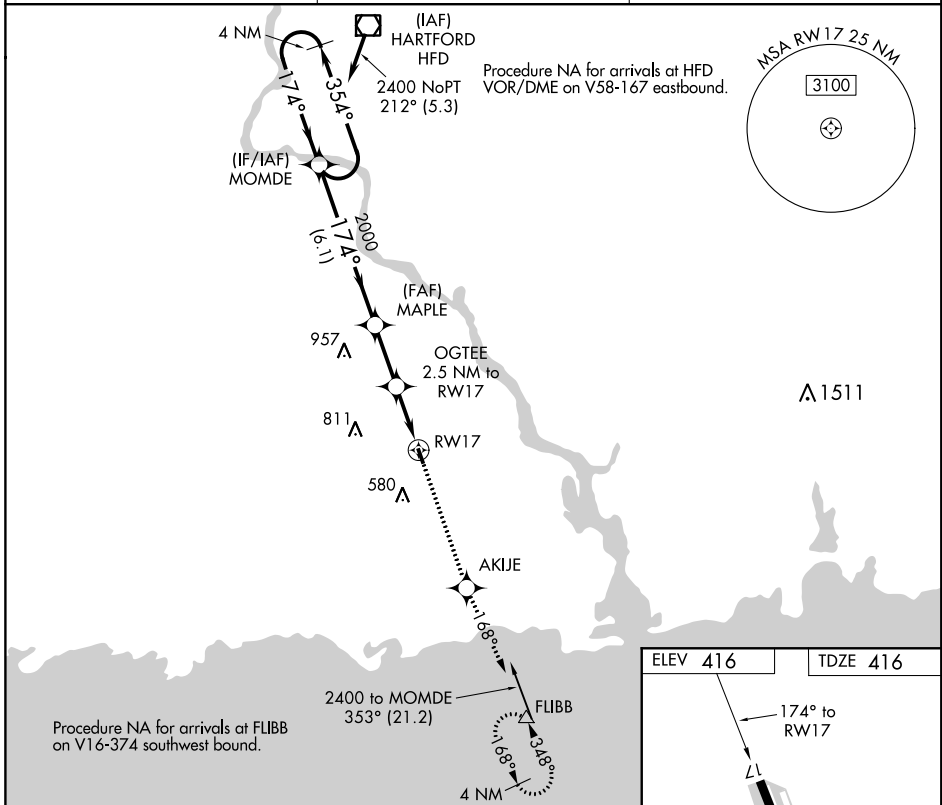 4 NM
(IAF)
HARTFORD
HFD
2400 NoPT
212° (5.3)
Procedure NA for arrivals at HFD
VOR/DME on V58-167 eastbound.
MSA RW17 25 NM
3100
174°
354°
(IF/IAF)
MOMDE
2000
174°
(6.1)
(FAF)
MAPLE
957
OGTEE
2.5 NM to
RW17
1511
811
RW17
580
AKIJE
168°
2400 to MOMDE
353° (21.2)
FLIBB
Procedure NA for arrivals at FLIBB
on V16-374 southwest bound.
168°
348°
4 NM
ELEV 416
TDZE 416
174° to
RW17
17